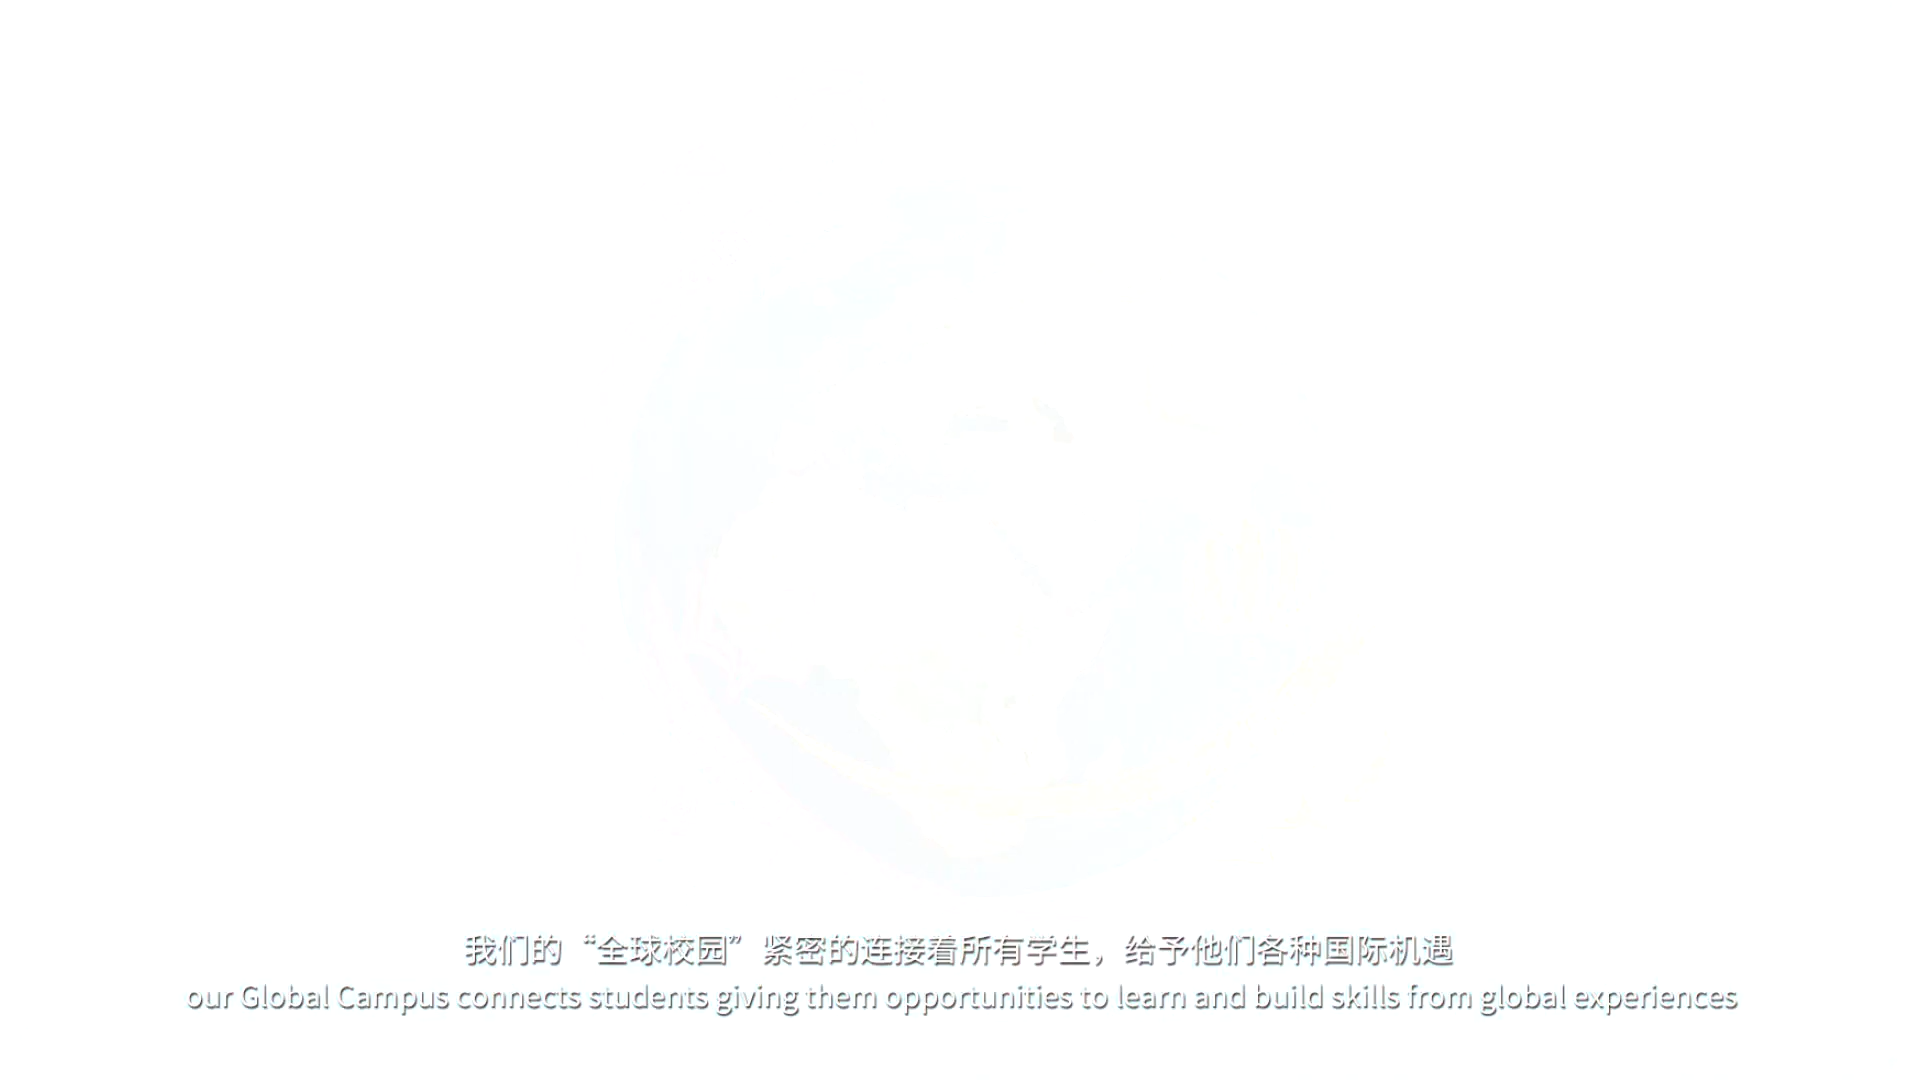 我们的“全球校园”紧密的连接着所有学生，给予他们各种国际机遇
our Global Campus connects students giving them opportunities to learn and build skills from global experiences